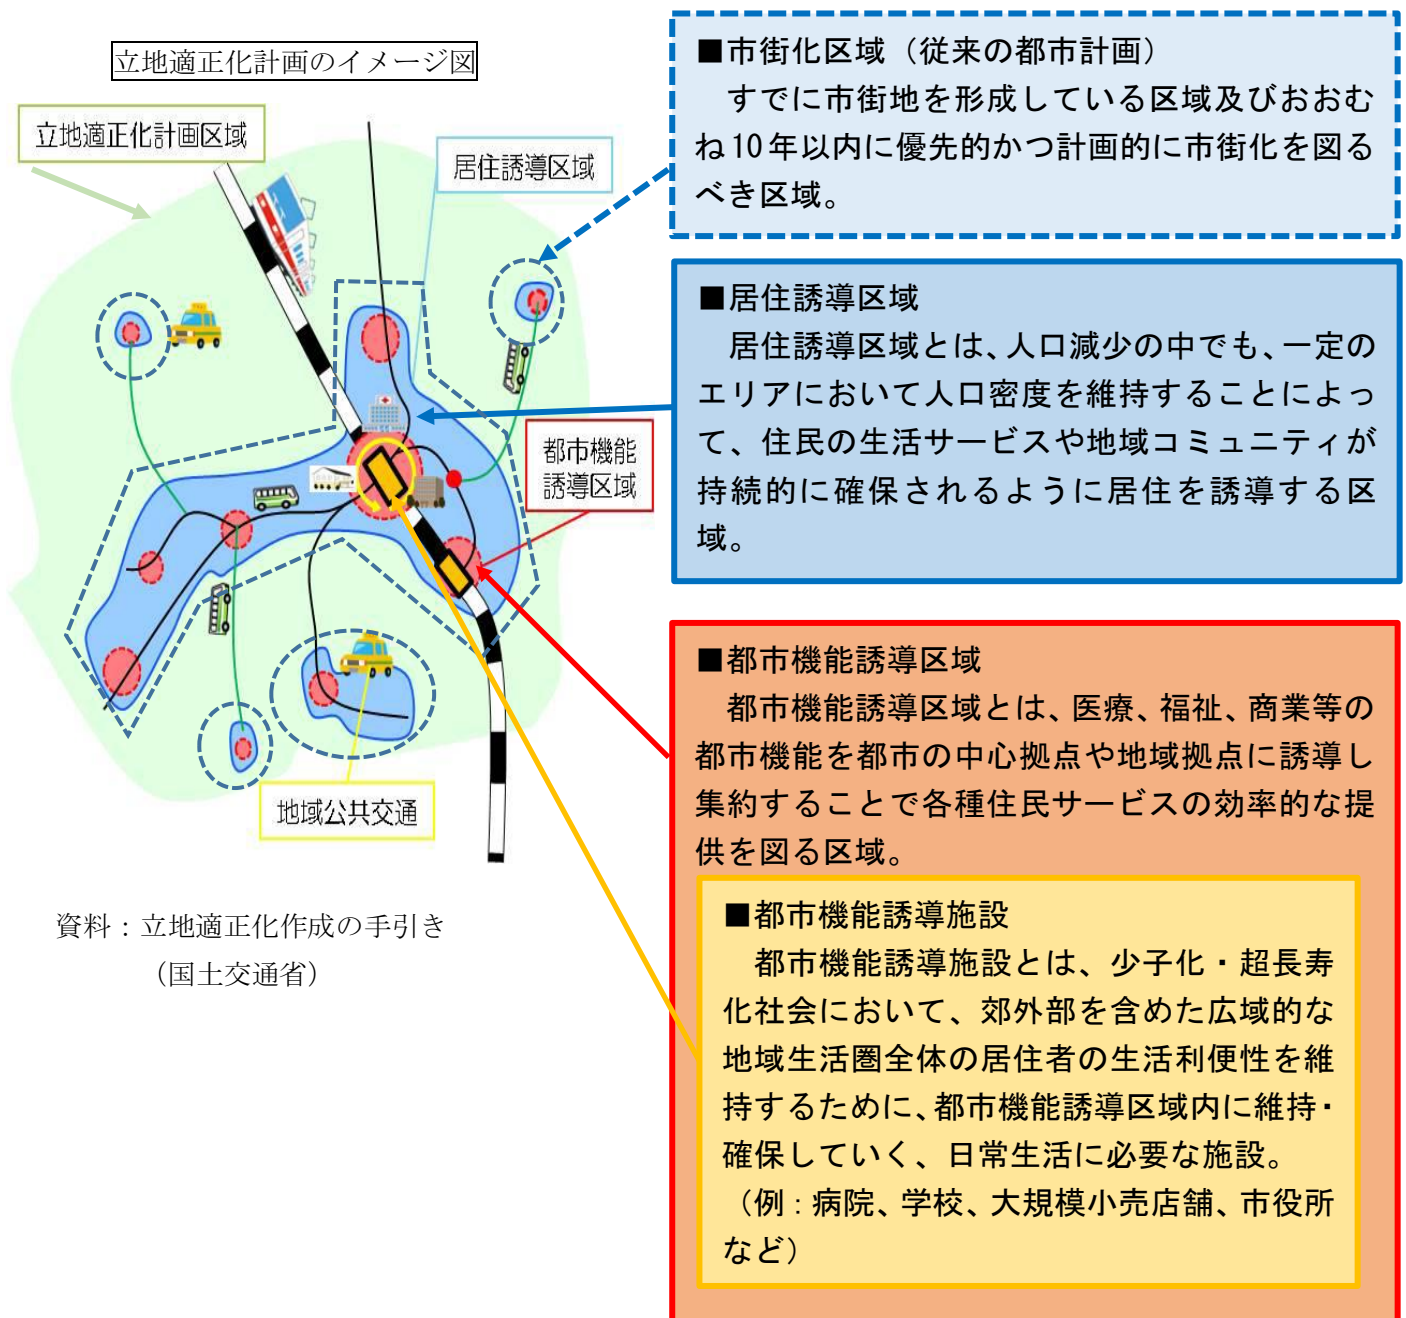 立地適正化計画のイメージ図
立地適正化計画区域
居住誘導区域
都市機能
誘導区域
地域公共交通
資料：立地適正化作成の手引き
（国土交通省）
■市街化区域（従来の都市計画）
すでに市街地を形成している区域及びおおむ
ね10年以内に優先的かつ計画的に市街化を図る
べき区域。
■居住誘導区域
居住誘導区域とは、人口減少の中でも、一定の
エリアにおいて人口密度を維持することによっ
て、住民の生活サービスや地域コミュニティが
持続的に確保されるように居住を誘導する区
域。
■都市機能誘導区域
都市機能誘導区域とは、医療、福祉、商業等の
都市機能を都市の中心拠点や地域拠点に誘導し
集約することで各種住民サービスの効率的な提
供を図る区域。
■都市機能誘導施設
都市機能誘導施設とは、少子化・超長寿
化社会において、郊外部を含めた広域的な
地域生活圏全体の居住者の生活利便性を維
持するために、都市機能誘導区域内に維持・
確保していく、日常生活に必要な施設。
（例：病院、学校、大規模小売店舗、市役所
など）